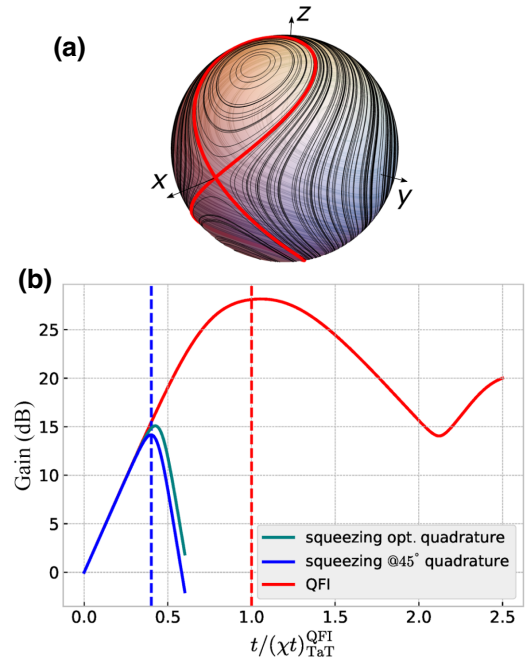 (a)
z
x
y
(b)
Gain (dB)
25
20
15
10
5
0
squeezing opt. quadrature
squeezing @45° quadrature
QFI
0.0 0.5 1.0 1.5 2.0 2.5
t/(χt)^QFI_TaT